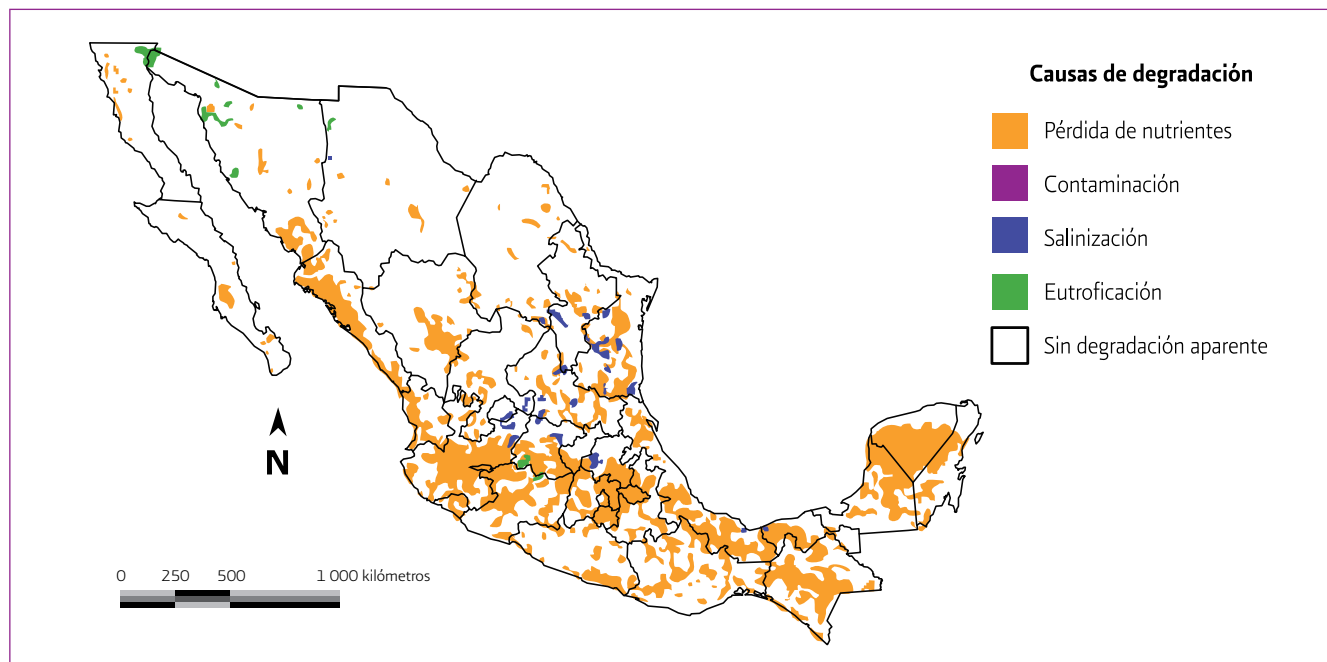 Causas de degradación
Pérdida de nutrientes
Contaminación
Salinización
Eutroficación
Sin degradación aparente
N
0 250 500 1 000 kilómetros